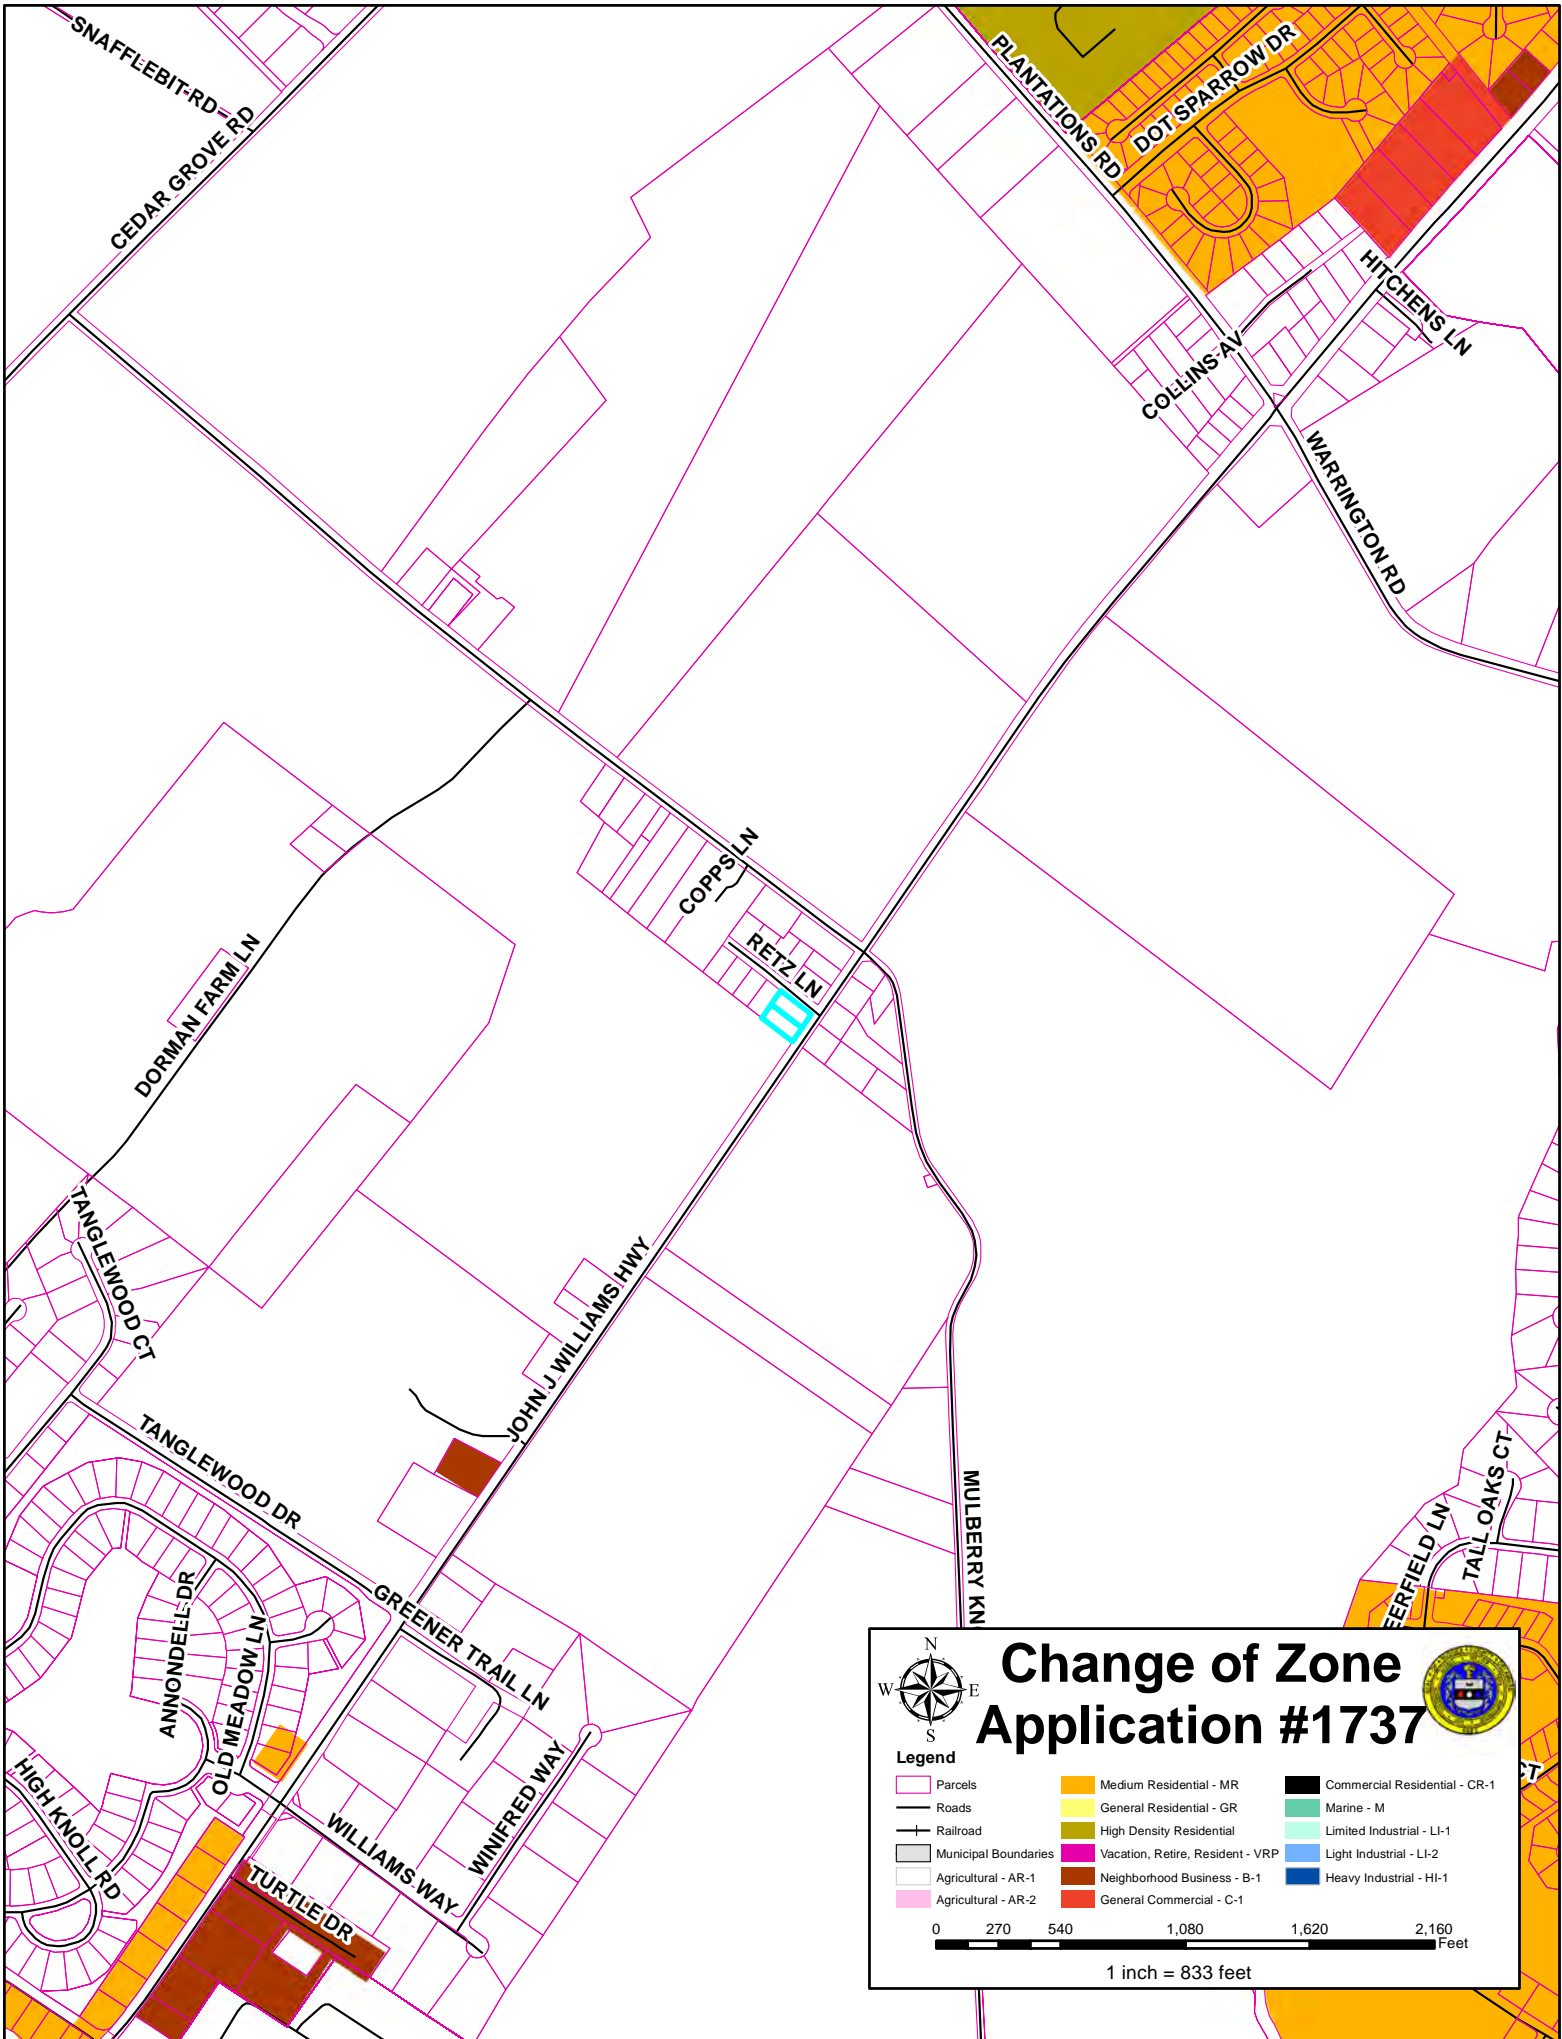 SNAFFLEBIT RD
CEDAR GROVE RD
PLANTATIONS RD
DOT SPARROW DR
HITCHENS LN
COLLINS AV
WARRINGTON RD
COPPS LN
RETZ LN
DORMAN FARM LN
TANGLEWOOD CT
JOHN J WILLIAMS HWY
TANGLEWOOD DR
MULBERRY KN
TALL OAKS CT
EERFIELD LN
ANNONDELL DR
OLD MEADOW LN
GREENER TRAIL LN
HIGH KNOLL RD
WINIFRED WAY
WILLIAMS WAY
TURTLE DR
CT
N
W E
S
Change of Zone
Application #1737
Legend
Parcels
Roads
Railroad
Municipal Boundaries
Agricultural - AR-1
Agricultural - AR-2
Medium Residential - MR
General Residential - GR
High Density Residential
Vacation, Retire, Resident - VRP
Neighborhood Business - B-1
General Commercial - C-1
Commercial Residential - CR-1
Marine - M
Limited Industrial - LI-1
Light Industrial - LI-2
Heavy Industrial - HI-1
0 270 540 1,080 1,620 2,160
Feet
1 inch = 833 feet